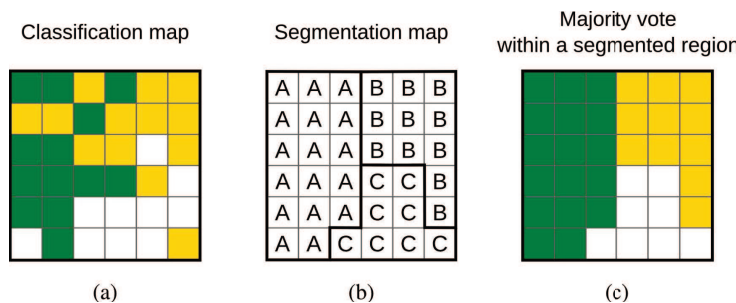 Classification map
Segmentation map
Majority vote
within a segmented region
A A A B B B
A A A B B B
A A A B B B
A A A C C B
A A A C C B
A A C C C C
(a)
(b)
(c)